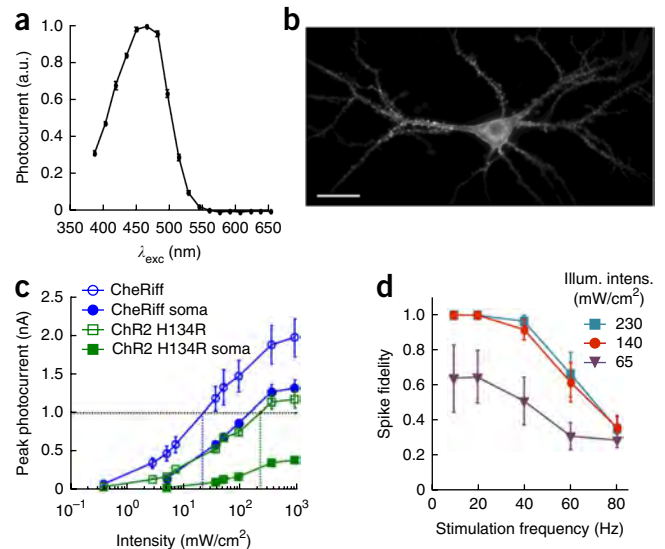 a
Photocurrent (a.u.)
1.0
0.8
0.6
0.4
0.2
0
350 400 450 500 550 600 650
λexc (nm)
b
c
CheRiff
CheRiff soma
ChR2 H134R
ChR2 H134R soma
Peak photocurrent (nA)
2.5
2.0
1.5
1.0
0.5
0
10⁻¹ 10⁰ 10¹ 10² 10³
Intensity (mW/cm²)
d
Illum. intens.
(mW/cm²)
230
140
65
Spike fidelity
1.0
0.8
0.6
0.4
0.2
0
0 20 40 60 80
Stimulation frequency (Hz)